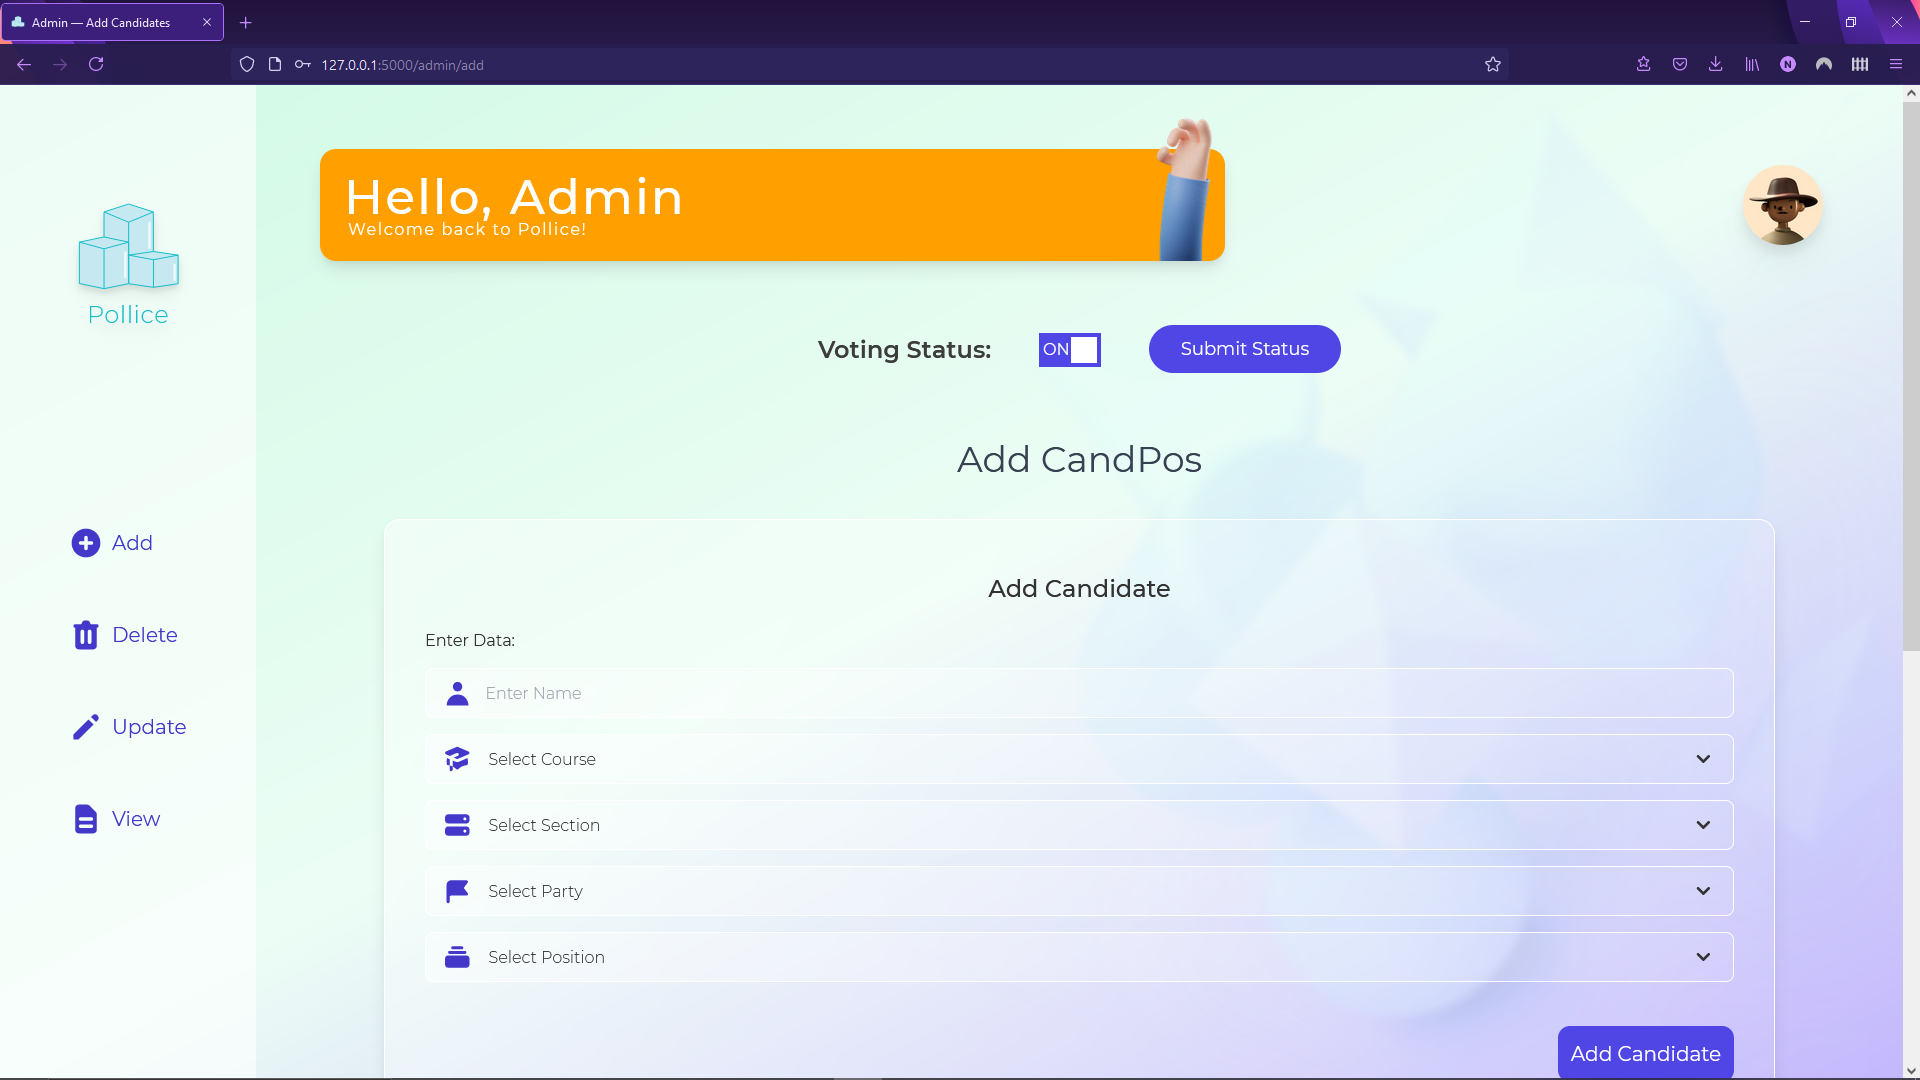 Admin — Add Candidates
127.0.0.1:5000/admin/add
N
Hello, Admin
Welcome back to Pollice!
Pollice
Voting Status:
ON
Submit Status
Add CandPos
Add
Delete
Update
View
Add Candidate
Enter Data:
Enter Name
Select Course
Select Section
Select Party
Select Position
Add Candidate